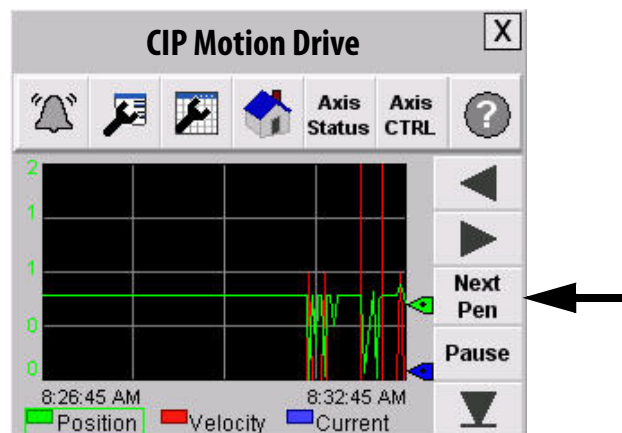 CIP Motion Drive
X
Axis Status
Axis CTRL
?
2
1
1
0
0
Next
Pen
Pause
8:26:45 AM
8:32:45 AM
Position Velocity Current